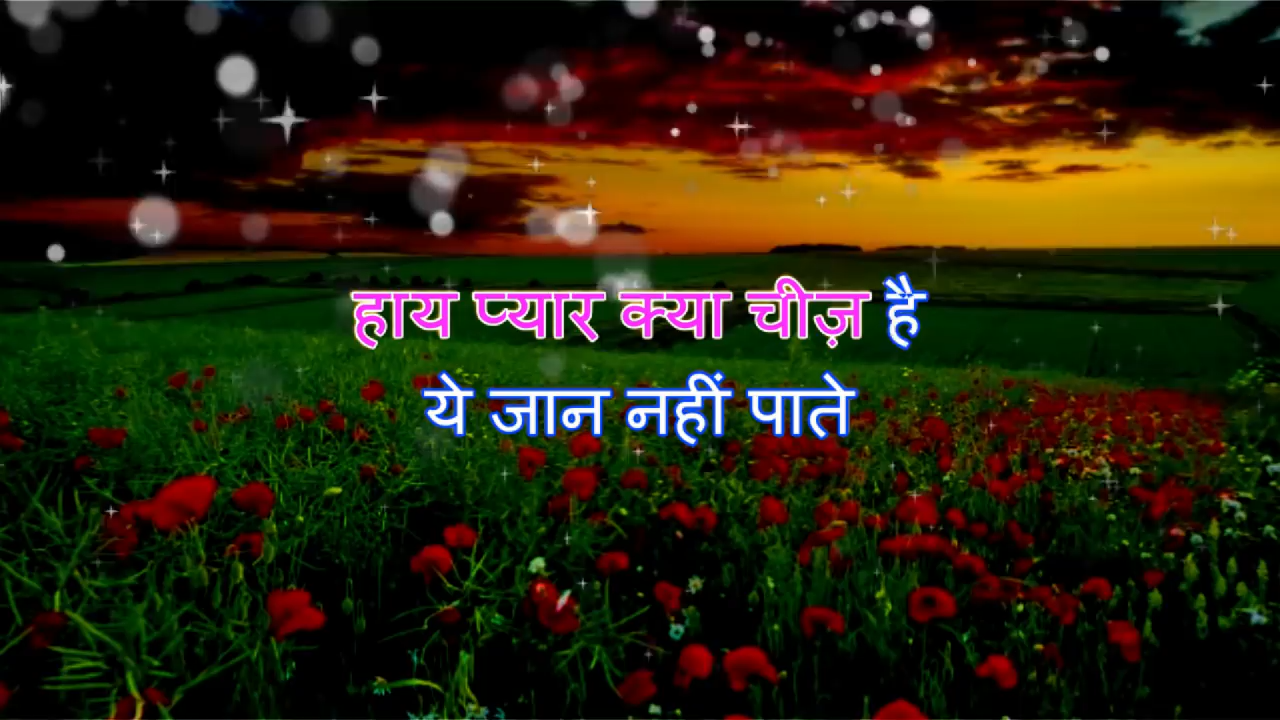 हाय प्यार क्या चीज़ है
ये जान नहीं पाते